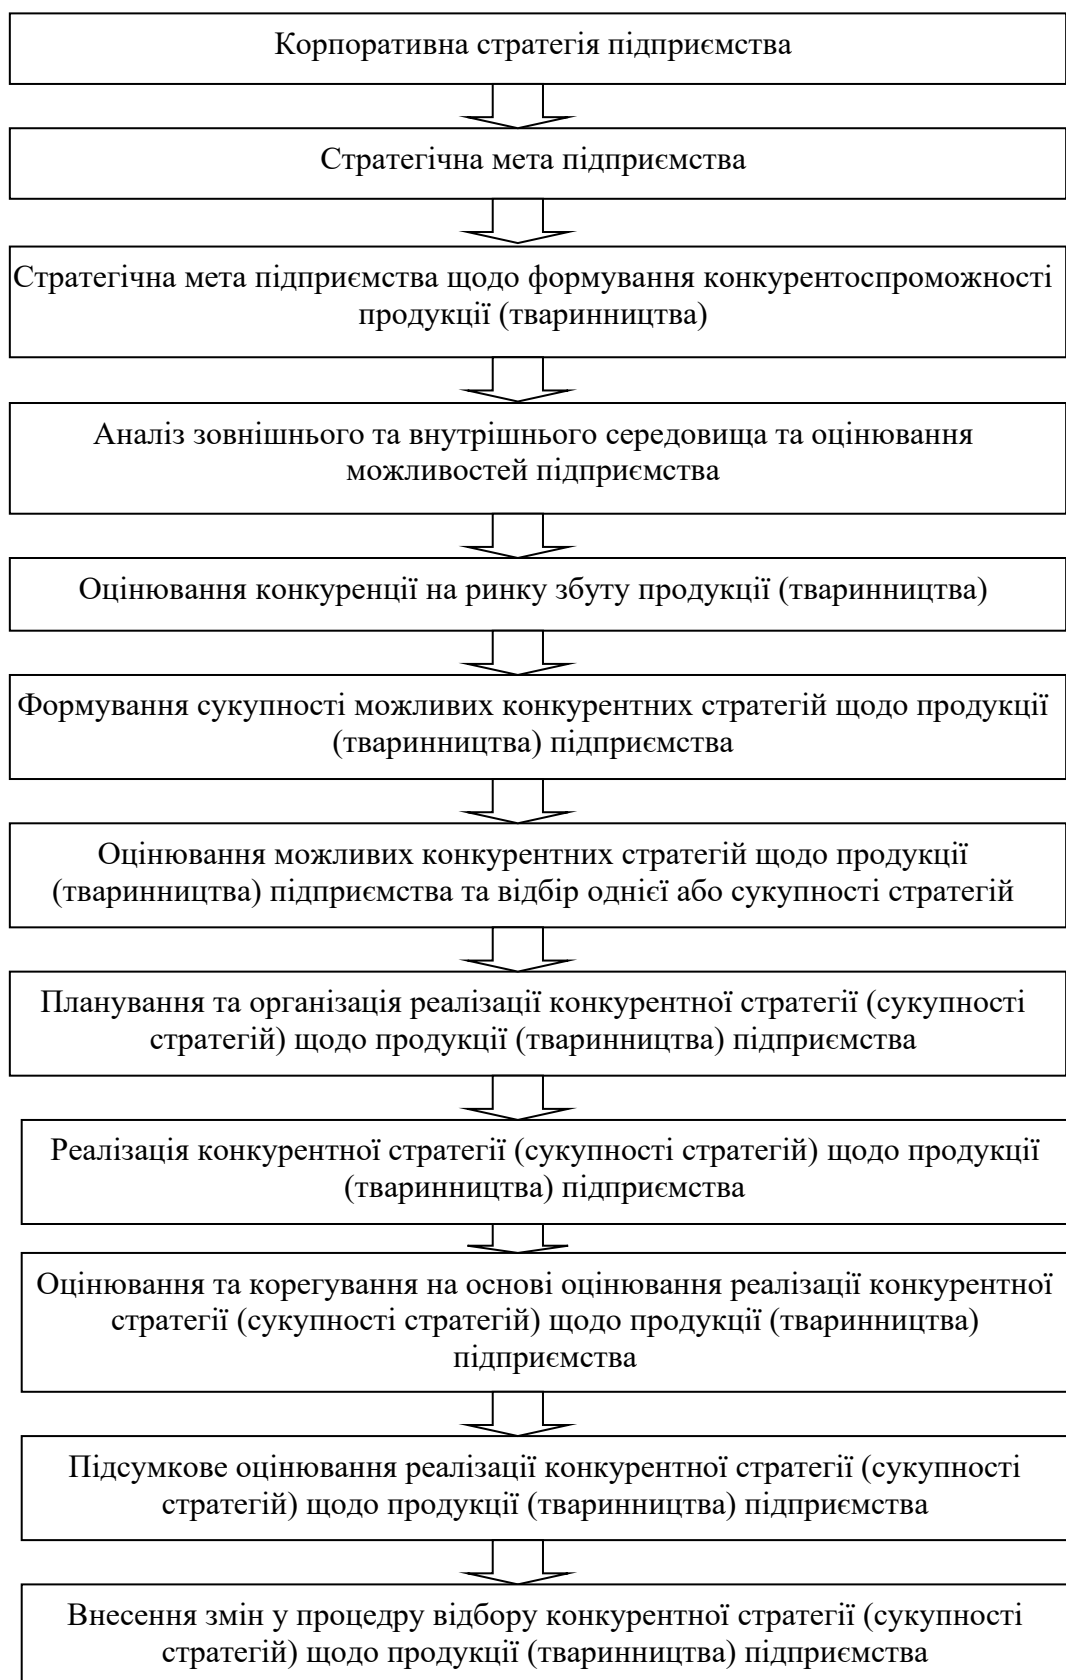 Корпоративна стратегія підприємства
Стратегічна мета підприємства
Стратегічна мета підприємства щодо формування конкурентоспроможності
продукції (тваринництва)
Аналіз зовнішнього та внутрішнього середовища та оцінювання
можливостей підприємства
Оцінювання конкуренції на ринку збуту продукції (тваринництва)
Формування сукупності можливих конкурентних стратегій щодо продукції
(тваринництва) підприємства
Оцінювання можливих конкурентних стратегій щодо продукції
(тваринництва) підприємства та відбір однієї або сукупності стратегій
Планування та організація реалізації конкурентної стратегії (сукупності
стратегій) щодо продукції (тваринництва) підприємства
Реалізація конкурентної стратегії (сукупності стратегій) щодо продукції
(тваринництва) підприємства
Оцінювання та корегування на основі оцінювання реалізації конкурентної
стратегії (сукупності стратегій) щодо продукції (тваринництва)
підприємства
Підсумкове оцінювання реалізації конкурентної стратегії (сукупності
стратегій) щодо продукції (тваринництва) підприємства
Внесення змін у процедру відбору конкурентної стратегії (сукупності
стратегій) щодо продукції (тваринництва) підприємства